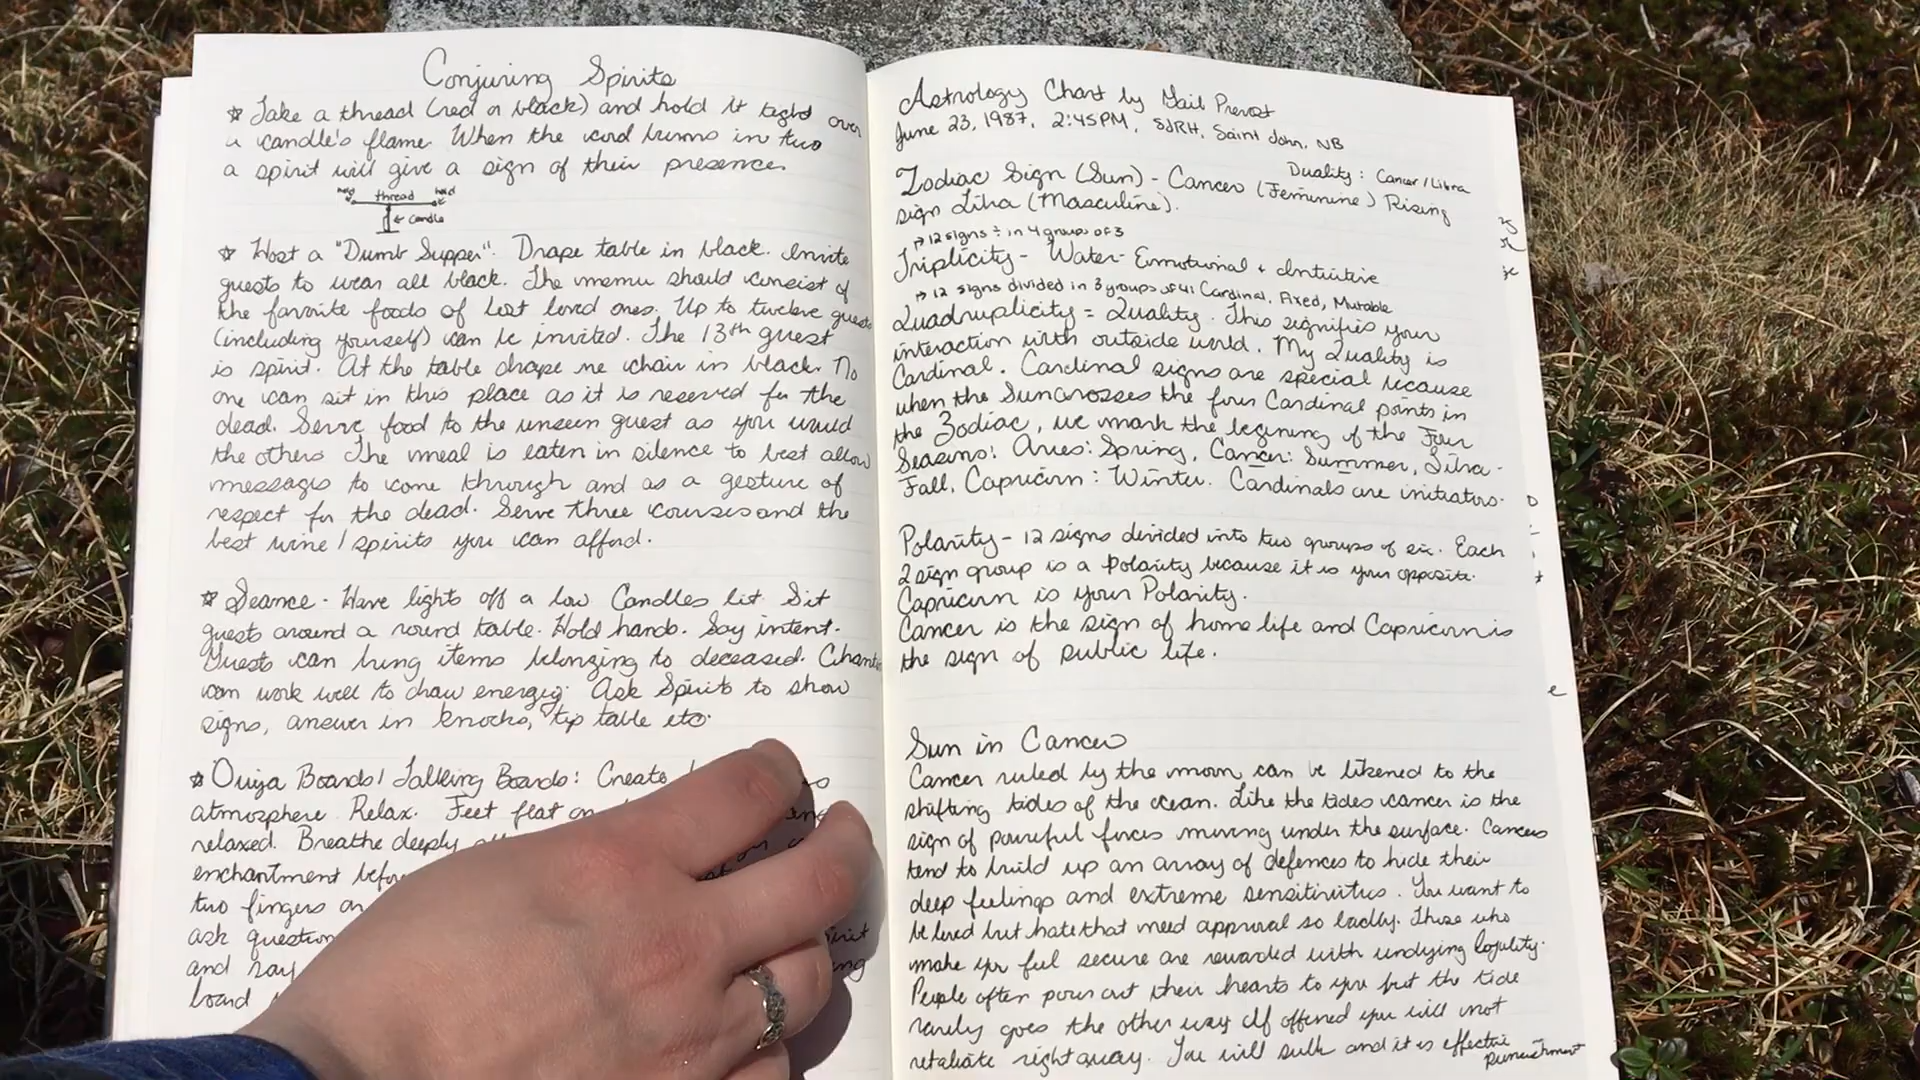 Conjuring Spirits
☆ Take a thread (red or black) and hold it tight over
a candle's flame. When the cord burns in two
a spirit will give a sign of their presence.
hold hold
thread
← candle
☆ Host a "Dumb Supper". Drape table in black. Invite
guests to wear all black. The menu should consist of
the favorite foods of lost loved ones. Up to twelve guests
(including yourself) can be invited. The 13th guest
is spirit. At the table drape one chair in black. No
one can sit in this place as it is reserved for the
dead. Serve food to the unseen guest as you would
the others. The meal is eaten in silence to best allow
messages to come through and as a gesture of
respect for the dead. Serve three courses and the
best wine / spirits you can afford.
☆ Seance - Have lights off a low. Candles lit. Sit
guests around a round table. Hold hands. Say intent.
Guests can bring items belonging to deceased.
can work well to draw energy. Ask Spirits to show
signs, answer in knocks, tip table etc.
☆ Ouija Boards / Talking Boards: Create
atmosphere. Relax. Feet flat on
relaxed. Breathe deeply
enchantment before
two fingers on
ask question
and say
board
Astrology Chart by Gail Prevost
June 23, 1987, 2:45PM, SJRH, Saint John, NB
Duality: Cancer / Libra
Zodiac Sign (Sun) - Cancer (Feminine) Rising
sign Libra (Masculine).
↳ 12 signs ÷ in 4 group of 3
Triplicity - Water - Emotional + Intuitive
↳ 12 signs divided in 3 groups of 4: Cardinal, Fixed, Mutable
Quadruplicity = Quality. This signifies your
interaction with outside world. My Quality is
Cardinal. Cardinal signs are special because
when the Sun crosses the four Cardinal points in
the Zodiac, we mark the begining of the Four
Seasons! Aries: Spring, Cancer: Summer, Libra -
Fall, Capricorn: Winter. Cardinals are initiators.
Polarity - 12 signs divided into two groups of six. Each
2 sign group is a Polarity because it is your opposite.
Capricorn is your Polarity.
Cancer is the sign of home life and Capricorn is
the sign of public life.
Sun in Cancer
Cancer ruled by the moon can be likened to the
shifting tides of the ocean. Like the tides cancer is the
sign of powerful forces moving under the surface. Cancers
tend to build up an array of defences to hide their
deep feelings and extreme sensitivities. You want to
be loved but hate that need approval so badly. Those who
make you feel secure are rewarded with undying loyality.
People often pour out their hearts to you but the tide
rarely goes the other way. If offered you will not
retaliate right away. You will sulk and it is effective